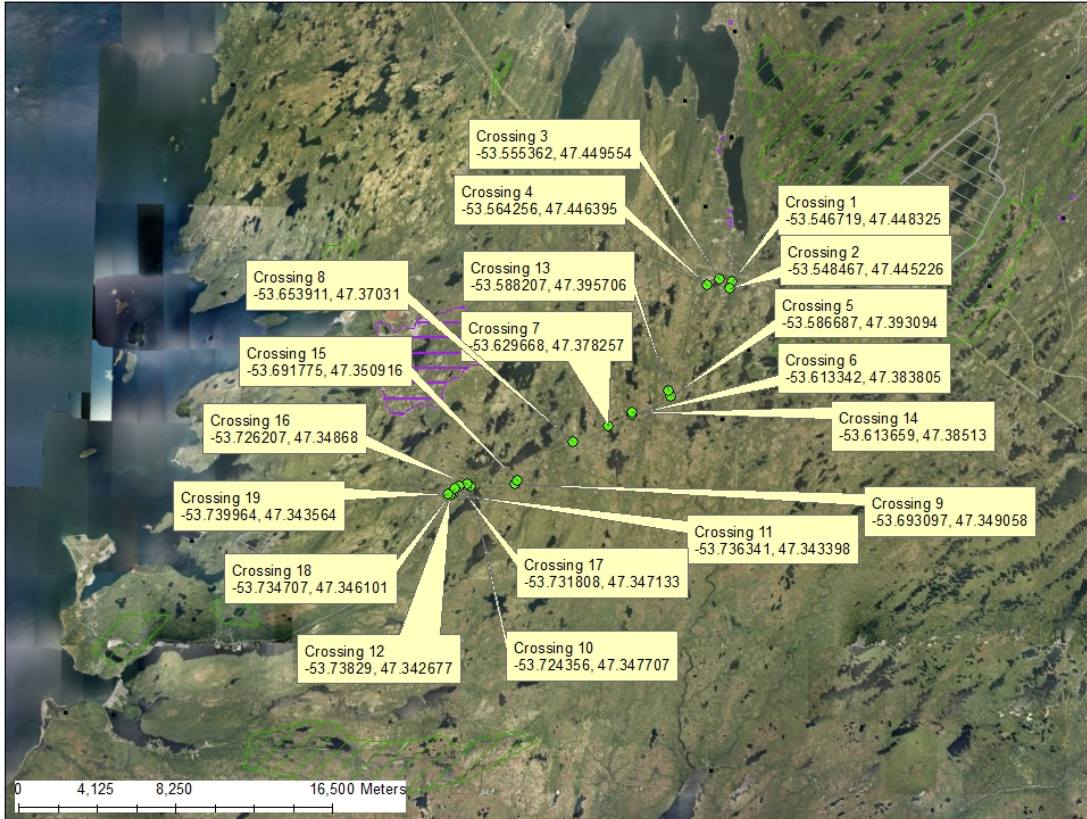 Crossing 3
-53.555362, 47.449554
Crossing 4
-53.564256, 47.446395
Crossing 1
-53.546719, 47.448325
Crossing 2
-53.548467, 47.445226
Crossing 13
-53.588207, 47.395706
Crossing 8
-53.653911, 47.37031
Crossing 5
-53.586687, 47.393094
Crossing 7
-53.629668, 47.378257
Crossing 15
-53.691775, 47.350916
Crossing 6
-53.613342, 47.383805
Crossing 14
-53.613659, 47.38513
Crossing 16
-53.726207, 47.34868
Crossing 19
-53.739964, 47.343564
Crossing 9
-53.693097, 47.349058
Crossing 11
-53.736341, 47.343398
Crossing 18
-53.734707, 47.346101
Crossing 17
-53.731808, 47.347133
Crossing 12
-53.73829, 47.342677
Crossing 10
-53.724356, 47.347707
0 4,125 8,250 16,500 Meters